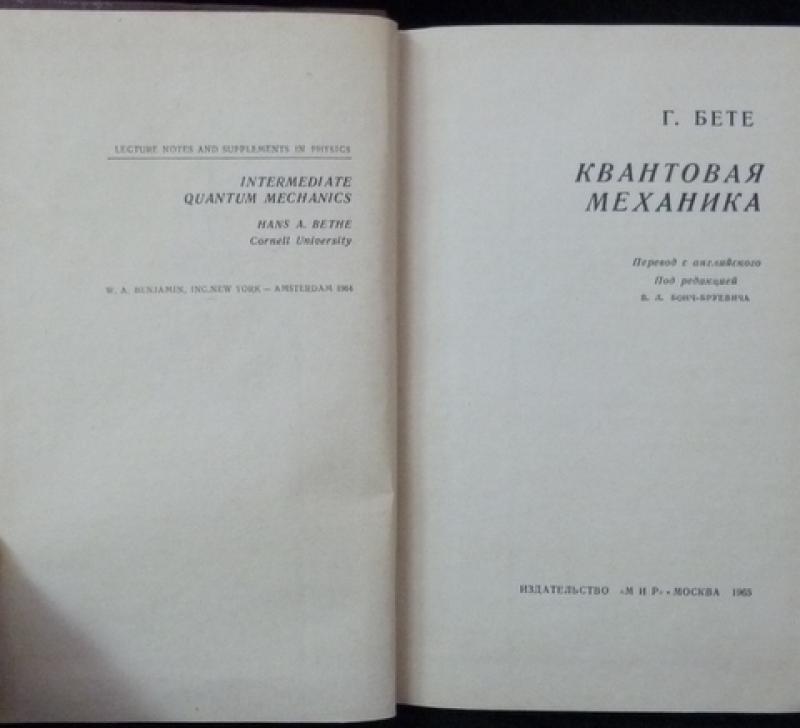 LECTURE NOTES AND SUPPLEMENTS IN PHYSICS
INTERMEDIATE
QUANTUM MECHANICS
HANS A. BETHE
Cornell University
W. A. BENJAMIN, INC.NEW YORK — AMSTERDAM 1964
Г. БЕТЕ
КВАНТОВАЯ
МЕХАНИКА
Перевод с английского
Под редакцией
В. Л. БОНЧ-БРУЕВИЧА
ИЗДАТЕЛЬСТВО «МИР» • МОСКВА 1965